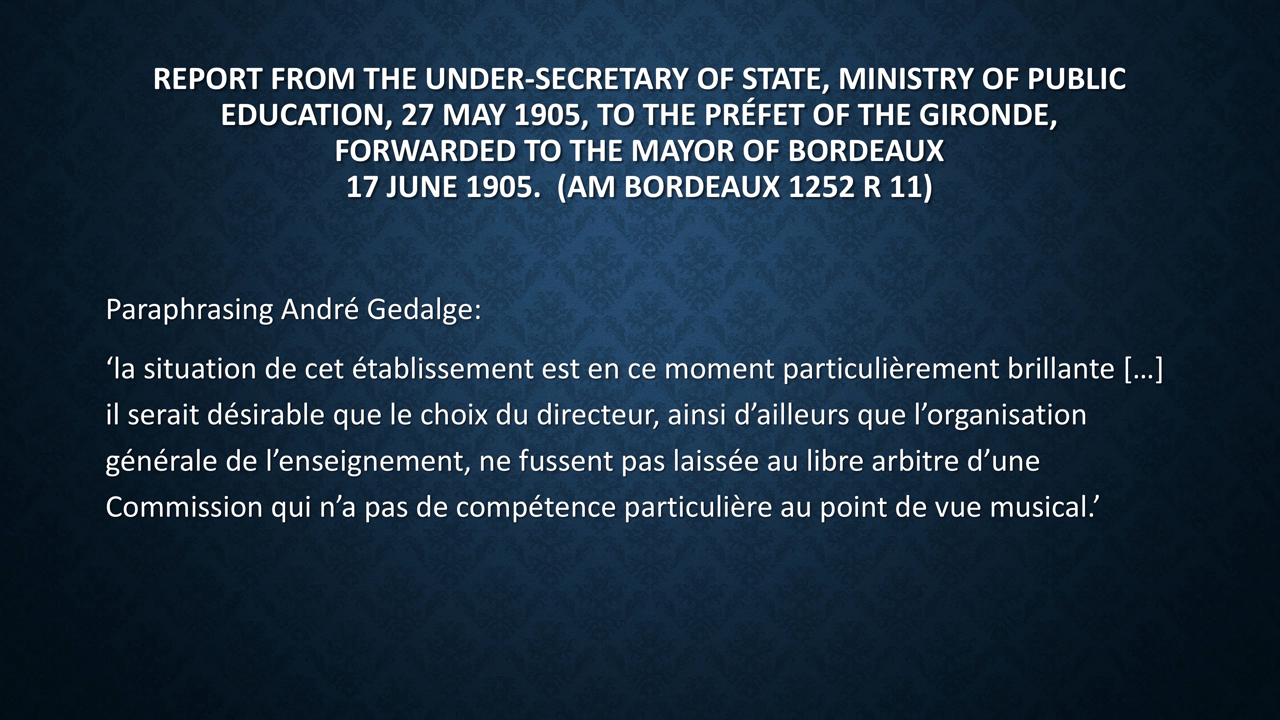 REPORT FROM THE UNDER-SECRETARY OF STATE, MINISTRY OF PUBLIC
EDUCATION, 27 MAY 1905, TO THE PRÉFET OF THE GIRONDE,
FORWARDED TO THE MAYOR OF BORDEAUX
17 JUNE 1905.  (AM BORDEAUX 1252 R 11)
Paraphrasing André Gedalge:
‘la situation de cet établissement est en ce moment particulièrement brillante […]
il serait désirable que le choix du directeur, ainsi d’ailleurs que l’organisation
générale de l’enseignement, ne fussent pas laissée au libre arbitre d’une
Commission qui n’a pas de compétence particulière au point de vue musical.’